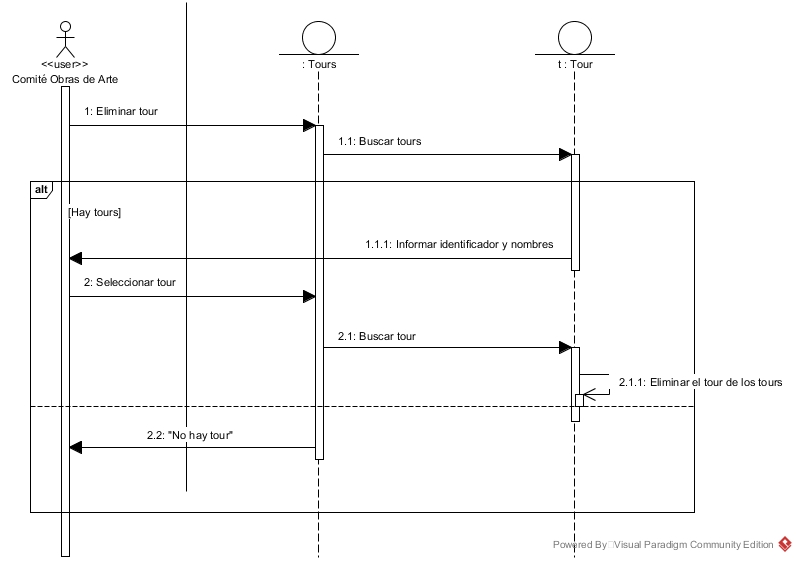 <<user>>
Comité Obras de Arte
: Tours
t : Tour
1: Eliminar tour
1.1: Buscar tours
alt
[Hay tours]
1.1.1: Informar identificador y nombres
2: Seleccionar tour
2.1: Buscar tour
2.1.1: Eliminar el tour de los tours
2.2: "No hay tour"
Powered By Visual Paradigm Community Edition